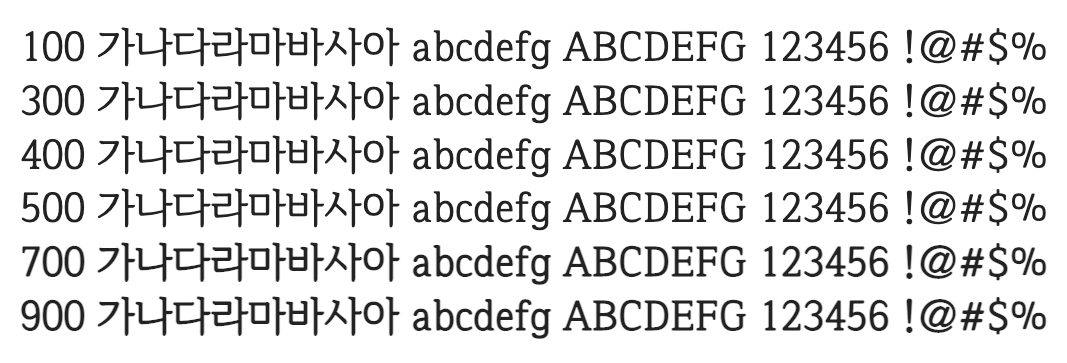 100 가나다라마바사아 abcdefg ABCDEFG 123456 !@#$%
300 가나다라마바사아 abcdefg ABCDEFG 123456 !@#$%
400 가나다라마바사아 abcdefg ABCDEFG 123456 !@#$%
500 가나다라마바사아 abcdefg ABCDEFG 123456 !@#$%
700 가나다라마바사아 abcdefg ABCDEFG 123456 !@#$%
900 가나다라마바사아 abcdefg ABCDEFG 123456 !@#$%